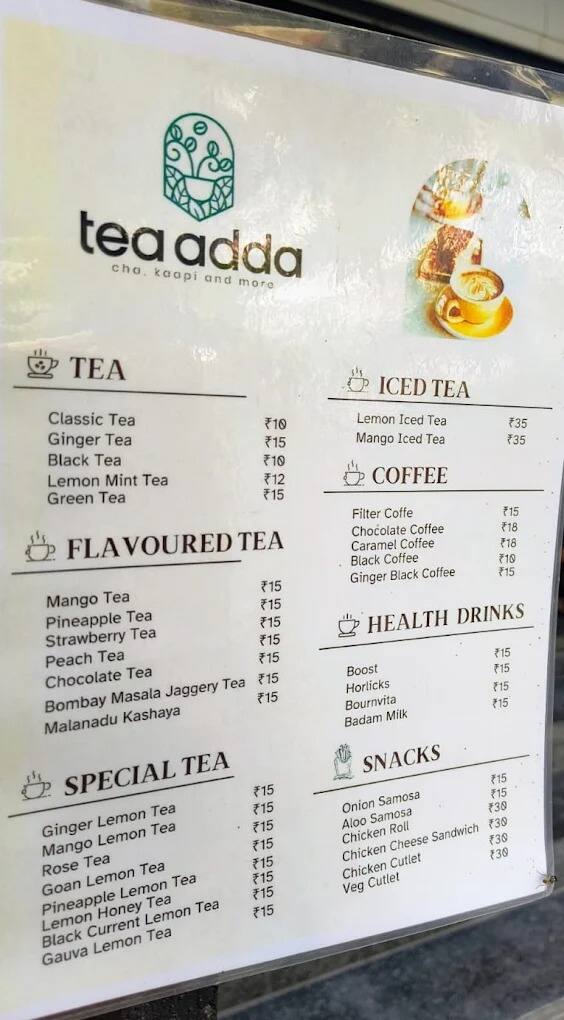 tea adda
cha, kaapi and more
TEA
Classic Tea ₹10
Ginger Tea ₹15
Black Tea ₹10
Lemon Mint Tea ₹12
Green Tea ₹15
FLAVOURED TEA
Mango Tea ₹15
Pineapple Tea ₹15
Strawberry Tea ₹15
Peach Tea ₹15
Chocolate Tea ₹15
Bombay Masala Jaggery Tea ₹15
Malanadu Kashaya ₹15
SPECIAL TEA
Ginger Lemon Tea ₹15
Mango Lemon Tea ₹15
Rose Tea ₹15
Goan Lemon Tea ₹15
Pineapple Lemon Tea ₹15
Lemon Honey Tea ₹15
Black Current Lemon Tea ₹15
Gauva Lemon Tea ₹15
ICED TEA
Lemon Iced Tea ₹35
Mango Iced Tea ₹35
COFFEE
Filter Coffe ₹15
Chocolate Coffee ₹18
Caramel Coffee ₹18
Black Coffee ₹10
Ginger Black Coffee ₹15
HEALTH DRINKS
Boost ₹15
Horlicks ₹15
Bournvita ₹15
Badam Milk ₹15
SNACKS
Onion Samosa ₹15
Aloo Samosa ₹15
Chicken Roll ₹30
Chicken Cheese Sandwich ₹30
Chicken Cutlet ₹30
Veg Cutlet ₹30